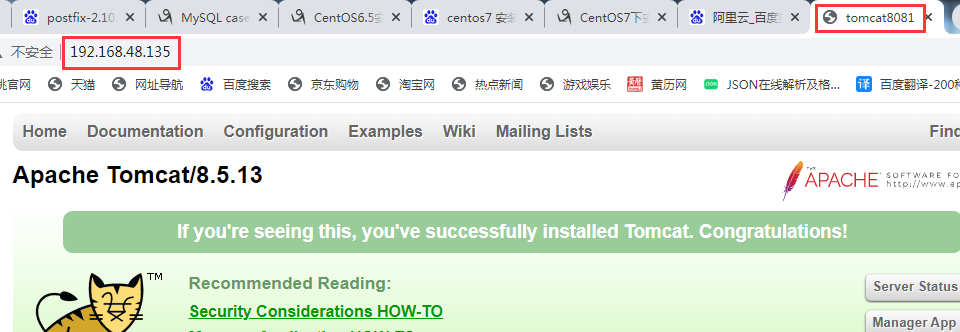 postfix-2.10.
MySQL case
CentOS6.5安
centos7 安装
CentOS7下安
阿里云_百度
tomcat8081
不安全 192.168.48.135
官网 天猫 网址导航 百度搜索 京东购物 淘宝网 热点新闻 游戏娱乐 黄历网 JSON在线解析及格... 百度翻译-200种
Home Documentation Configuration Examples Wiki Mailing Lists Find
Apache Tomcat/8.5.13
THE
APACHE SOFTWARE FO
http://www.ap
If you're seeing this, you've successfully installed Tomcat. Congratulations!
TM
Recommended Reading:
Security Considerations HOW-TO
Server Status
Manager App